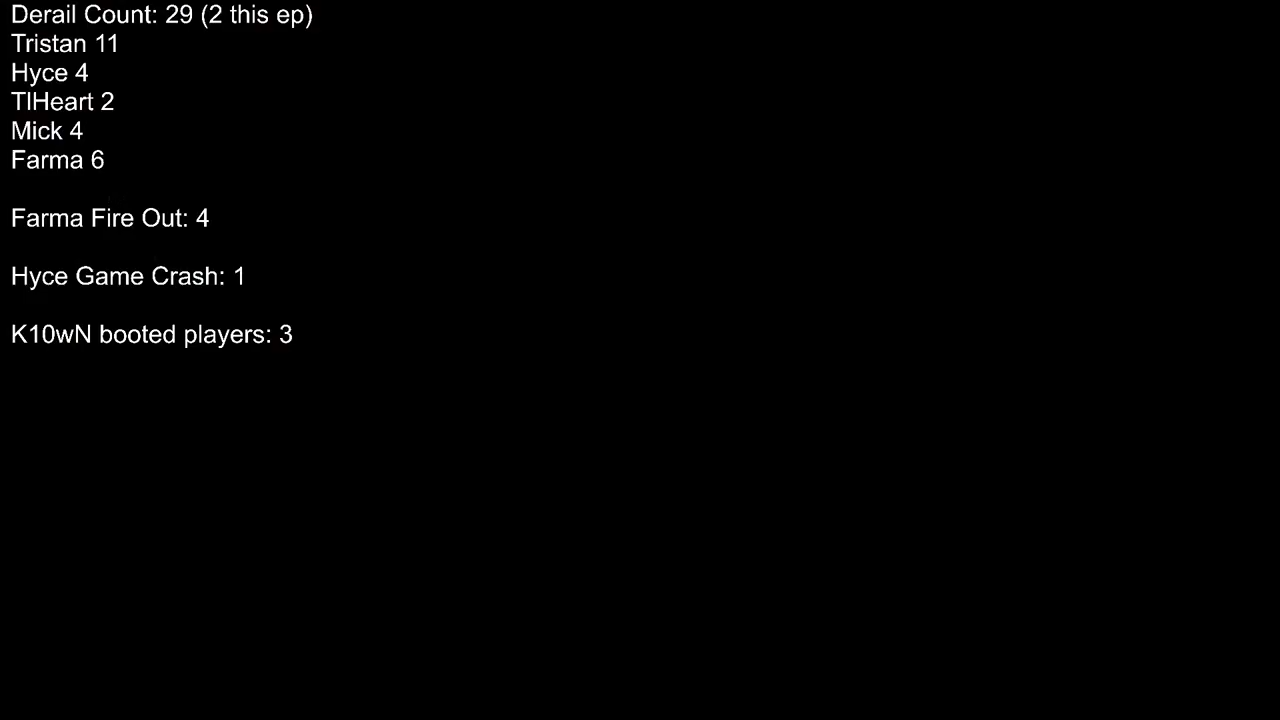 Derail Count: 29 (2 this ep)
Tristan 11
Hyce 4
TlHeart 2
Mick 4
Farma 6
Farma Fire Out: 4
Hyce Game Crash: 1
K10wN booted players: 3